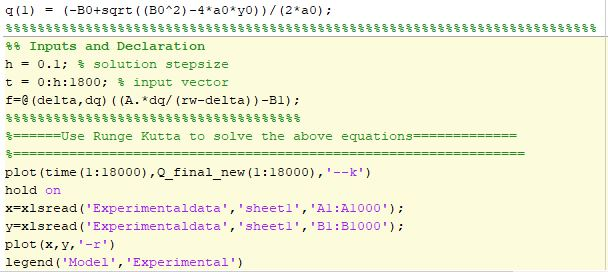 q(1) = (-B0+sqrt((B0^2)-4*a0*y0))/(2*a0);
%%%%%%%%%%%%%%%%%%%%%%%%%%%%%%%%%%%%%%%%%%%%%%%%%%%%%%%%%%%%%%%%%%%%%%%%%%
%% Inputs and Declaration
h = 0.1; % solution stepsize
t = 0:h:1800; % input vector
f=@(delta,dq)((A.*dq/(rw-delta))-B1);
%%%%%%%%%%%%%%%%%%%%%%%%%%%%%%%%%%%%%
%======Use Runge Kutta to solve the above equations=============
%===============================================================
plot(time(1:18000),Q_final_new(1:18000),'--k')
hold on
x=xlsread('Experimentaldata','sheet1','A1:A1000');
y=xlsread('Experimentaldata','sheet1','B1:B1000');
plot(x,y,'-r')
legend('Model','Experimental')